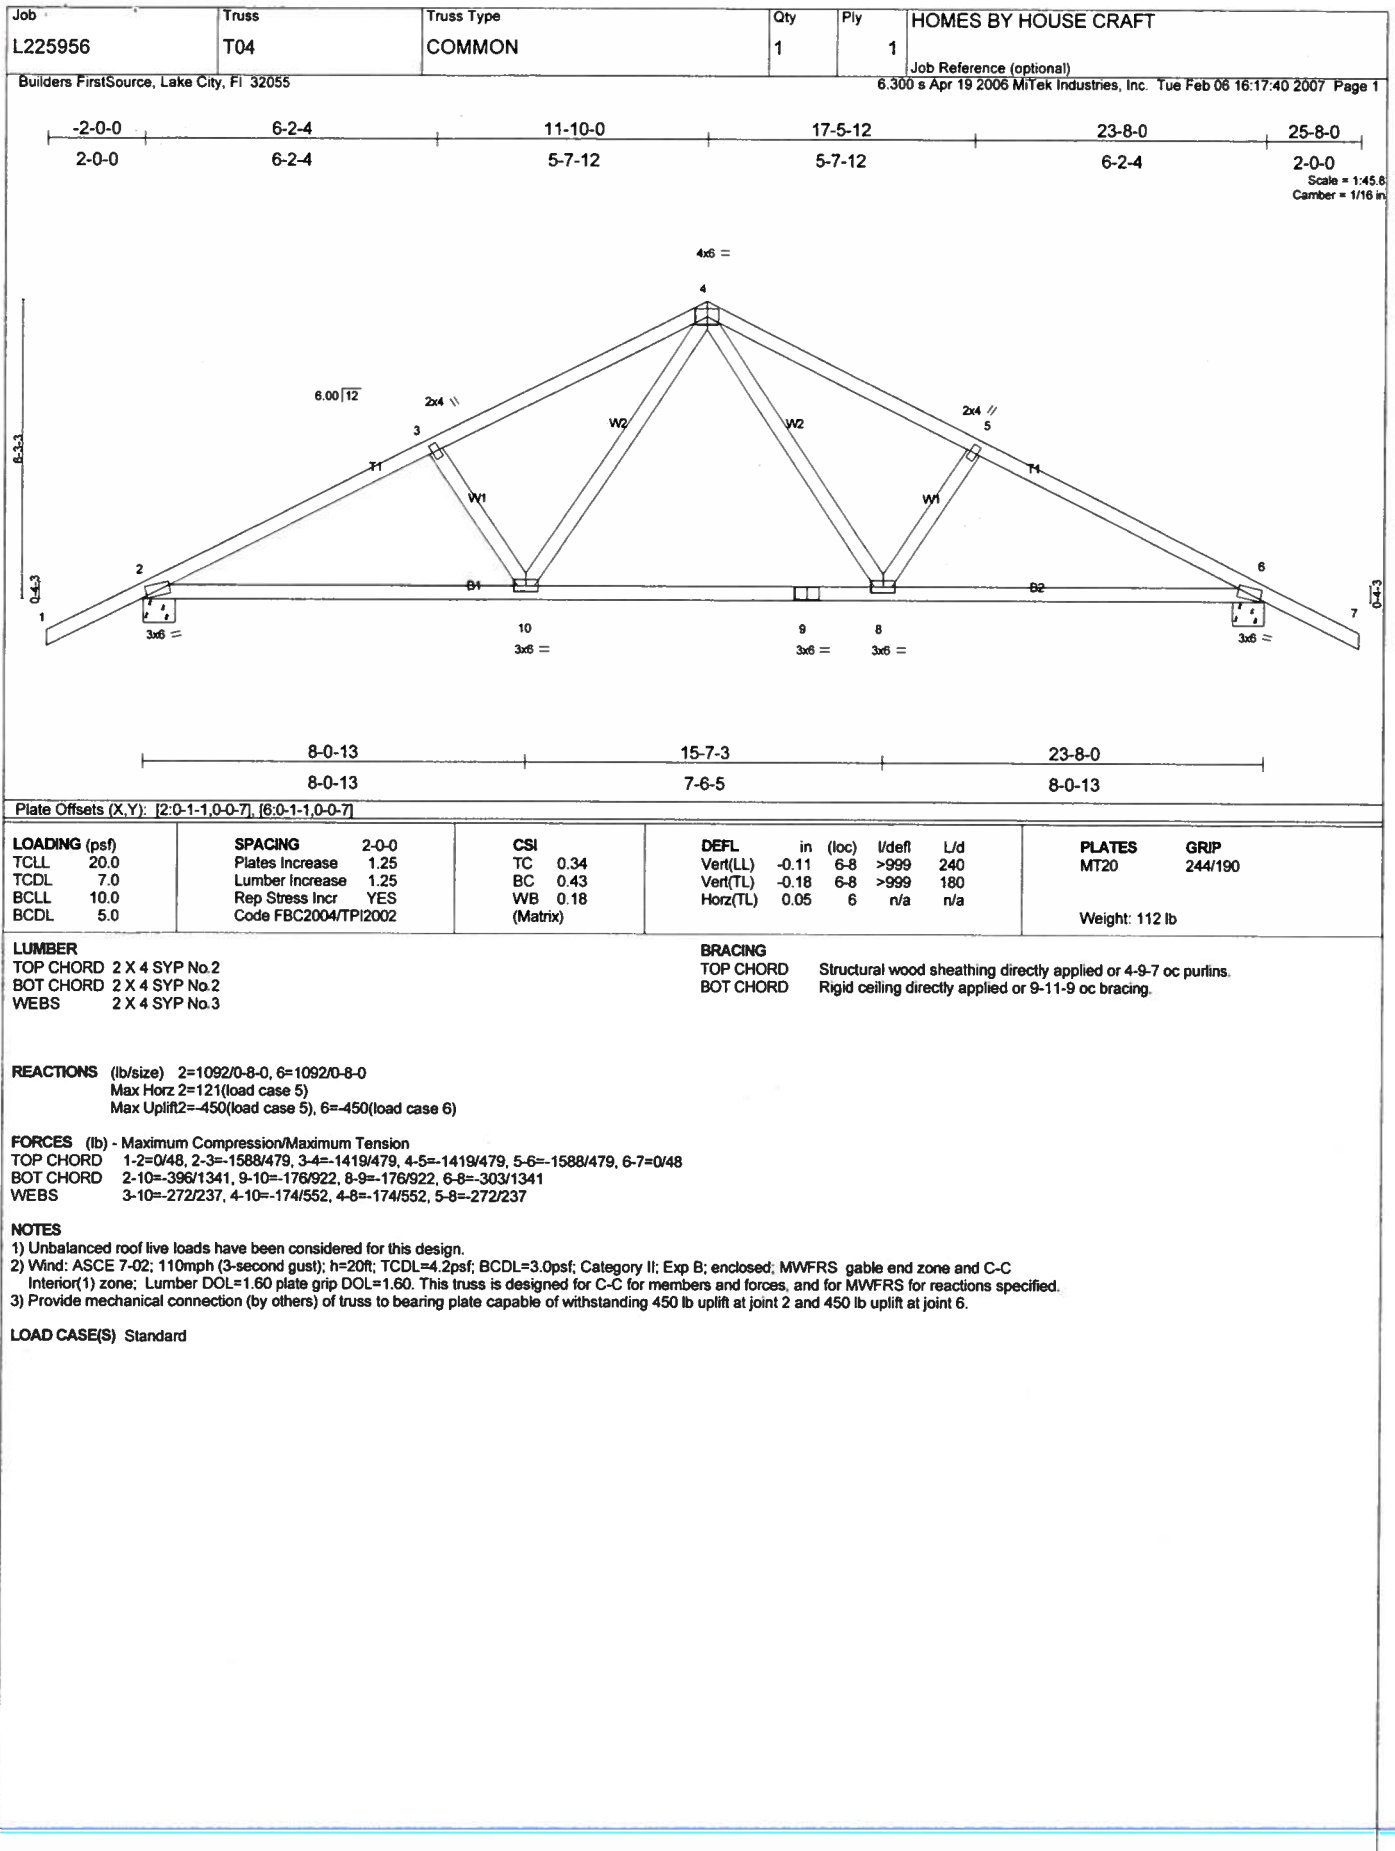 Job Truss Truss Type Qty Ply HOMES BY HOUSE CRAFT
L225956 T04 COMMON 1 1
Job Reference (optional)
Builders FirstSource, Lake City, Fl 32055 6.300 s Apr 19 2006 MiTek Industries, Inc. Tue Feb 06 16:17:40 2007 Page 1
-2-0-0 6-2-4 11-10-0 17-5-12 23-8-0 25-8-0
2-0-0 6-2-4 5-7-12 5-7-12 6-2-4 2-0-0
Scale = 1:45.8
Camber = 1/16 in
4x6 =
4
6.00 12
2x4 \\
2x4 //
3
5
W2 W2
6-3-3
T1 T1
W1 W1
2 6
0-4-3 0-4-3
B1 B2
1 7
3x6 = 3x6 =
10 9 8
3x6 = 3x6 = 3x6 =
8-0-13 15-7-3 23-8-0
8-0-13 7-6-5 8-0-13
Plate Offsets (X,Y): [2:0-1-1,0-0-7], [6:0-1-1,0-0-7]
LOADING (psf) SPACING 2-0-0 CSI DEFL in (loc) l/defl L/d PLATES GRIP
TCLL 20.0 Plates Increase 1.25 TC 0.34 Vert(LL) -0.11 6-8 >999 240 MT20 244/190
TCDL 7.0 Lumber Increase 1.25 BC 0.43 Vert(TL) -0.18 6-8 >999 180
BCLL 10.0 Rep Stress Incr YES WB 0.18 Horz(TL) 0.05 6 n/a n/a
BCDL 5.0 Code FBC2004/TPI2002 (Matrix) Weight: 112 lb
LUMBER
TOP CHORD 2 X 4 SYP No.2
BOT CHORD 2 X 4 SYP No.2
WEBS 2 X 4 SYP No.3
BRACING
TOP CHORD Structural wood sheathing directly applied or 4-9-7 oc purlins.
BOT CHORD Rigid ceiling directly applied or 9-11-9 oc bracing.
REACTIONS (lb/size) 2=1092/0-8-0, 6=1092/0-8-0
Max Horz 2=121(load case 5)
Max Uplift2=-450(load case 5), 6=-450(load case 6)
FORCES (lb) - Maximum Compression/Maximum Tension
TOP CHORD 1-2=0/48, 2-3=-1588/479, 3-4=-1419/479, 4-5=-1419/479, 5-6=-1588/479, 6-7=0/48
BOT CHORD 2-10=-396/1341, 9-10=-176/922, 8-9=-176/922, 6-8=-303/1341
WEBS 3-10=-272/237, 4-10=-174/552, 4-8=-174/552, 5-8=-272/237
NOTES
1) Unbalanced roof live loads have been considered for this design.
2) Wind: ASCE 7-02; 110mph (3-second gust); h=20ft; TCDL=4.2psf; BCDL=3.0psf; Category II; Exp B; enclosed; MWFRS gable end zone and C-C
Interior(1) zone; Lumber DOL=1.60 plate grip DOL=1.60. This truss is designed for C-C for members and forces, and for MWFRS for reactions specified.
3) Provide mechanical connection (by others) of truss to bearing plate capable of withstanding 450 lb uplift at joint 2 and 450 lb uplift at joint 6.
LOAD CASE(S) Standard